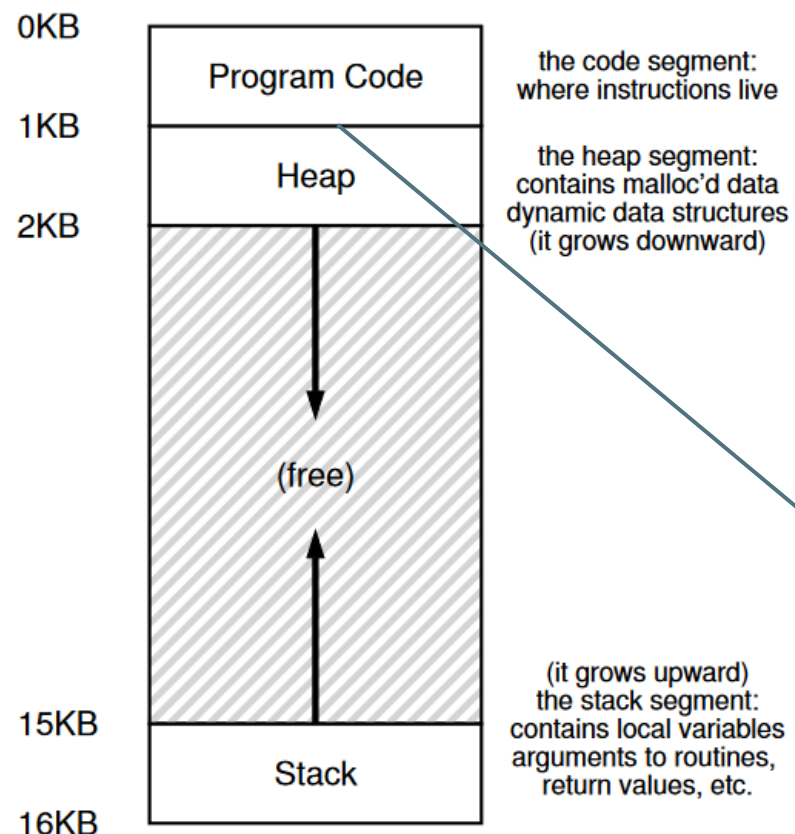 0KB
Program Code
the code segment:
where instructions live
1KB
Heap
the heap segment:
contains malloc'd data
dynamic data structures
(it grows downward)
2KB
(free)
(it grows upward)
the stack segment:
contains local variables
arguments to routines,
return values, etc.
15KB
Stack
16KB